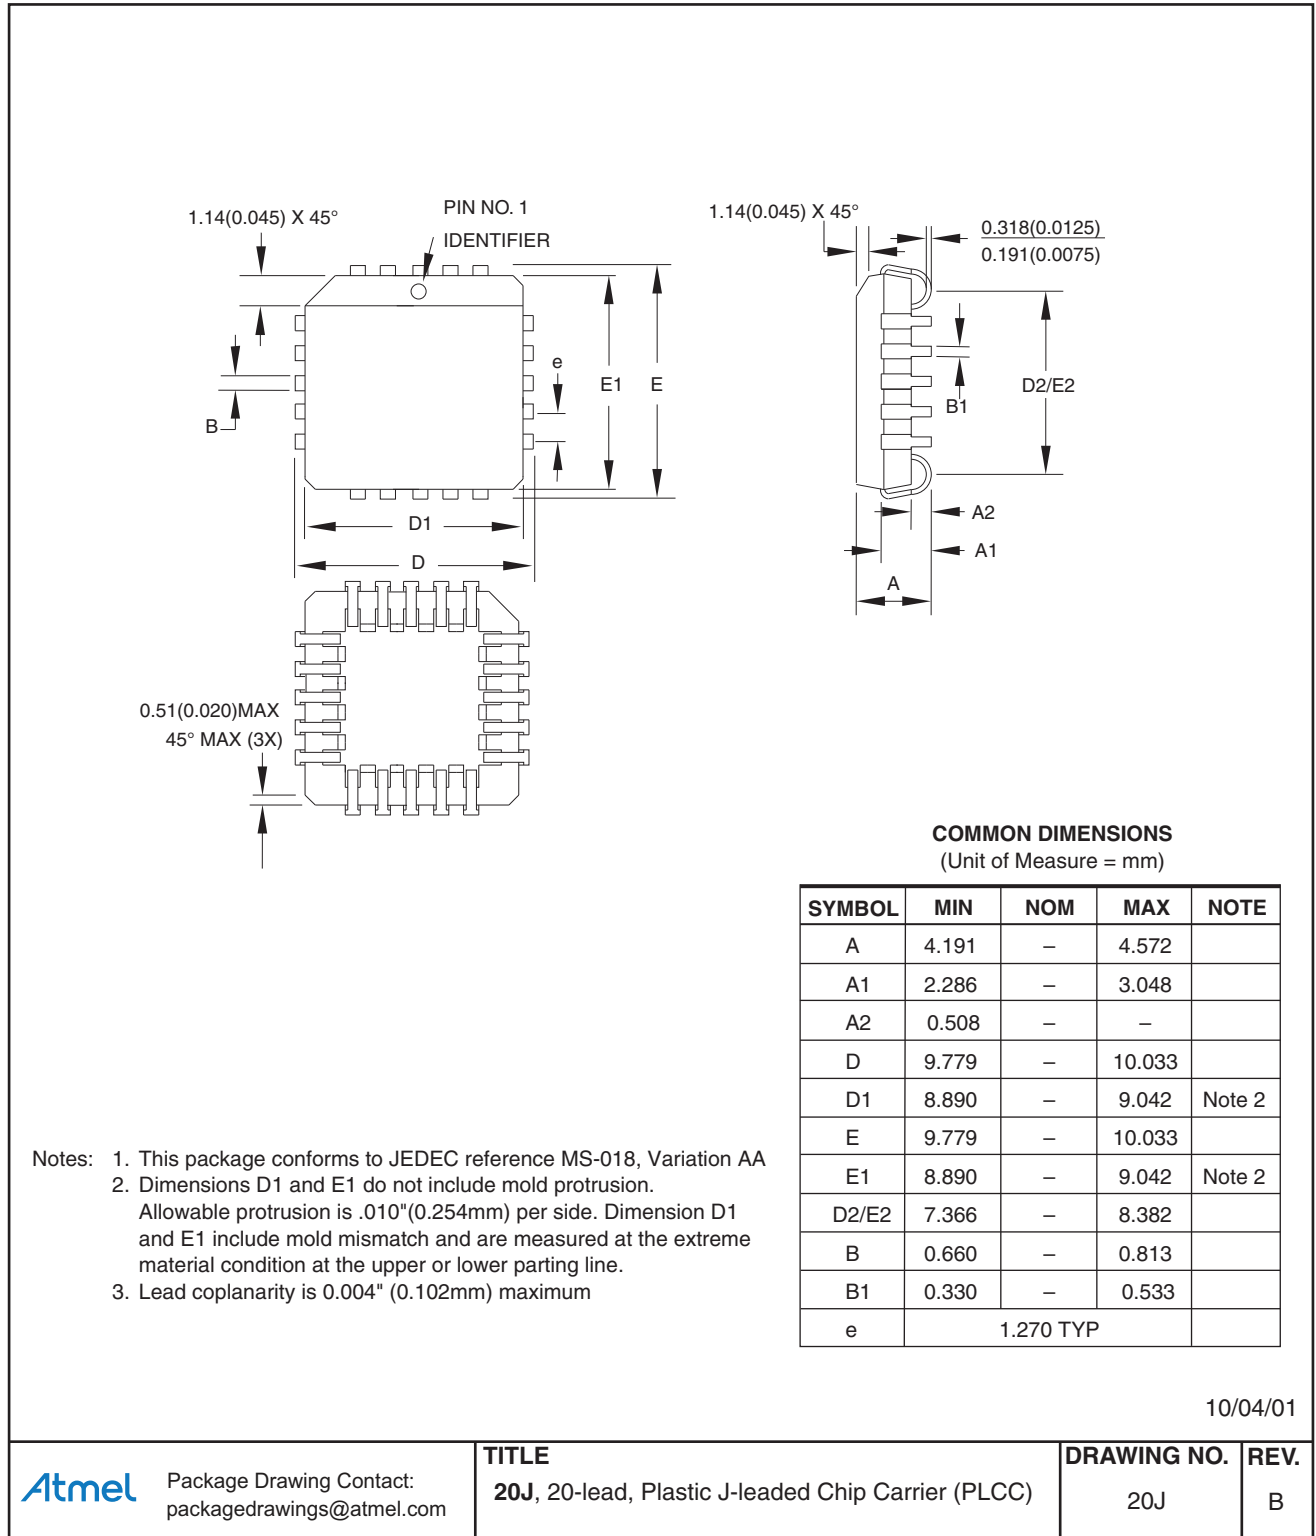 1.14(0.045) X 45°
PIN NO. 1
IDENTIFIER
1.14(0.045) X 45°
0.318(0.0125)
0.191(0.0075)
e
E1
E
B
D2/E2
B1
D1
A2
A1
D
A
0.51(0.020)MAX
45° MAX (3X)
COMMON DIMENSIONS
(Unit of Measure = mm)
SYMBOL MIN NOM MAX NOTE
A 4.191 – 4.572
A1 2.286 – 3.048
A2 0.508 – –
D 9.779 – 10.033
D1 8.890 – 9.042 Note 2
E 9.779 – 10.033
E1 8.890 – 9.042 Note 2
D2/E2 7.366 – 8.382
B 0.660 – 0.813
B1 0.330 – 0.533
e 1.270 TYP
Notes: 1. This package conforms to JEDEC reference MS-018, Variation AA
2. Dimensions D1 and E1 do not include mold protrusion.
Allowable protrusion is .010"(0.254mm) per side. Dimension D1
and E1 include mold mismatch and are measured at the extreme
material condition at the upper or lower parting line.
3. Lead coplanarity is 0.004" (0.102mm) maximum
10/04/01
Atmel
Package Drawing Contact:
packagedrawings@atmel.com
TITLE
20J, 20-lead, Plastic J-leaded Chip Carrier (PLCC)
DRAWING NO.
20J
REV.
B